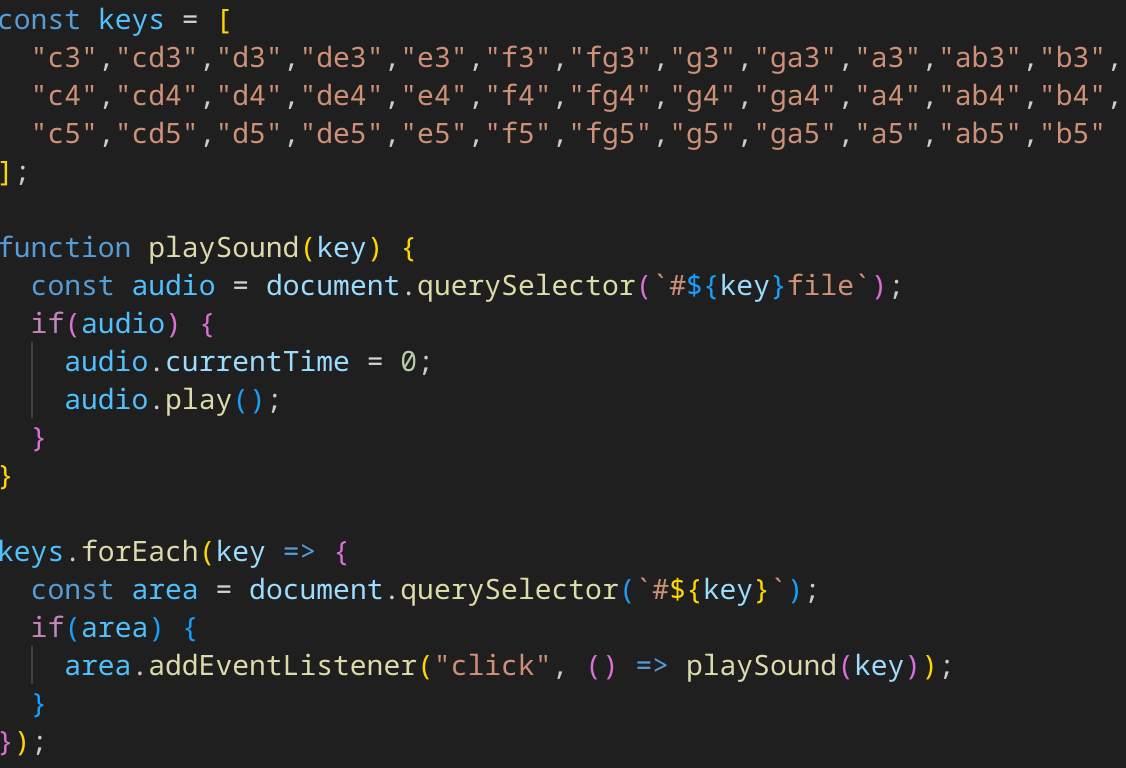 const keys = [
  "c3","cd3","d3","de3","e3","f3","fg3","g3","ga3","a3","ab3","b3",
  "c4","cd4","d4","de4","e4","f4","fg4","g4","ga4","a4","ab4","b4",
  "c5","cd5","d5","de5","e5","f5","fg5","g5","ga5","a5","ab5","b5"
];

function playSound(key) {
  const audio = document.querySelector(`#${key}file`);
  if(audio) {
    audio.currentTime = 0;
    audio.play();
  }
}

keys.forEach(key => {
  const area = document.querySelector(`#${key}`);
  if(area) {
    area.addEventListener("click", () => playSound(key));
  }
});